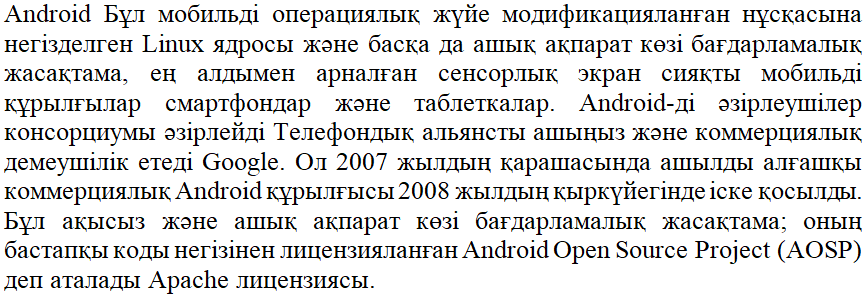 Android Бұл мобильді операциялық жүйе модификацияланған нұсқасына
негізделген Linux ядросы және басқа да ашық ақпарат көзі бағдарламалық
жасақтама, ең алдымен арналған сенсорлық экран сияқты мобильді
құрылғылар смартфондар және таблеткалар. Android-ді әзірлеушілер
консорциумы әзірлейді Телефондық альянсты ашыңыз және коммерциялық
демеушілік етеді Google. Ол 2007 жылдың қарашасында ашылды алғашқы
коммерциялық Android құрылғысы 2008 жылдың қыркүйегінде іске қосылды.
Бұл ақысыз және ашық ақпарат көзі бағдарламалық жасақтама; оның
бастапқы коды негізінен лицензияланған Android Open Source Project (AOSP)
деп аталады Apache лицензиясы.